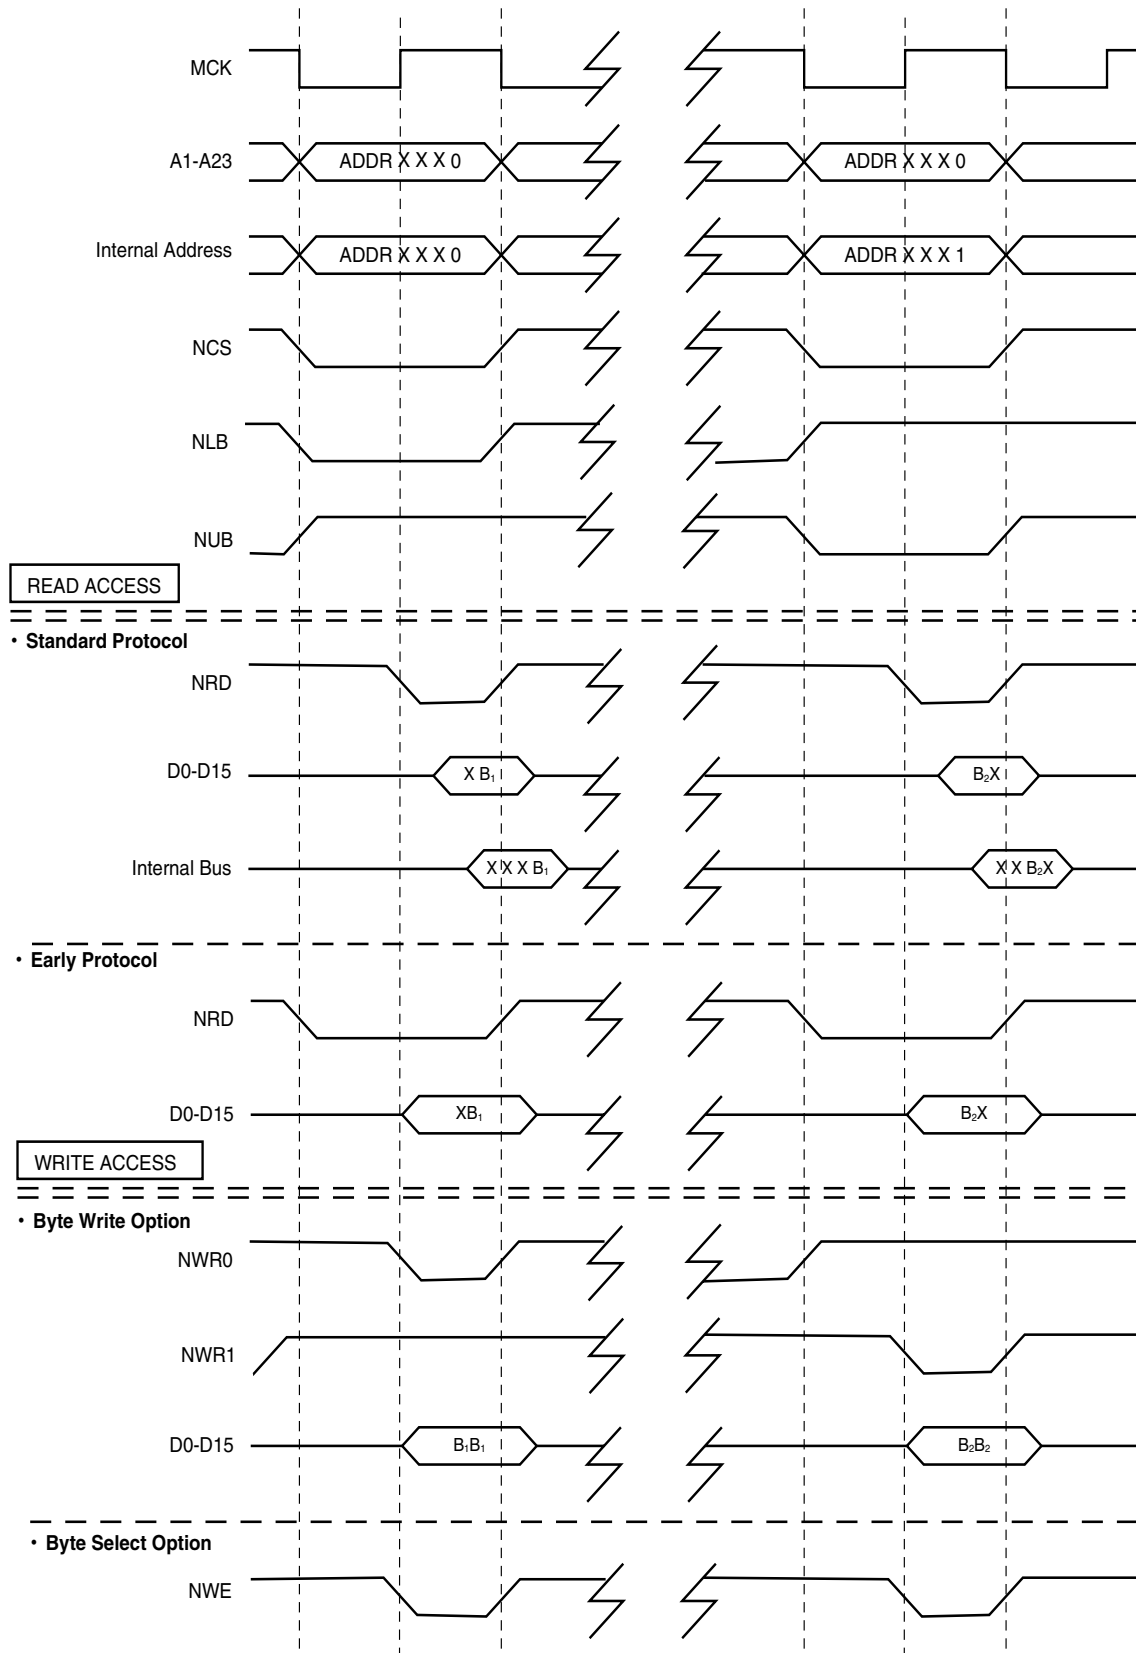 MCK
A1-A23 ADDR X X X 0 ADDR X X X 0
Internal Address ADDR X X X 0 ADDR X X X 1
NCS
NLB
NUB
READ ACCESS
• Standard Protocol
NRD
D0-D15 X B₁ B₂X
Internal Bus X X X B₁ X X B₂X
• Early Protocol
NRD
D0-D15 XB₁ B₂X
WRITE ACCESS
• Byte Write Option
NWR0
NWR1
D0-D15 B₁B₁ B₂B₂
• Byte Select Option
NWE